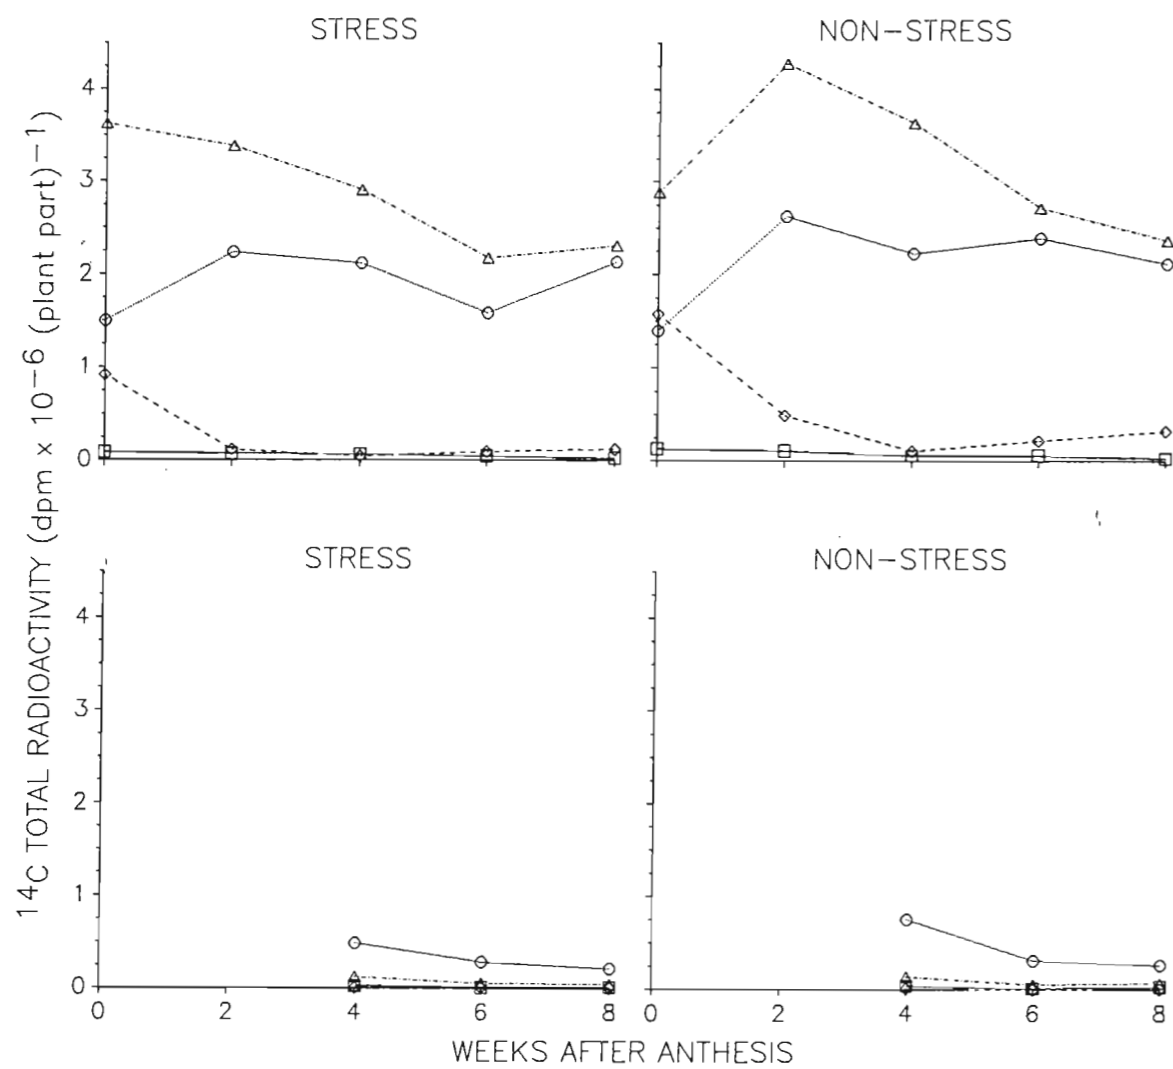 STRESS
NON-STRESS
4
3
2
1
0
14C TOTAL RADIOACTIVITY (dpm x 10-6 (plant part)-1)
STRESS
NON-STRESS
4
3
2
1
0
0 2 4 6 8
0 2 4 6 8
WEEKS AFTER ANTHESIS